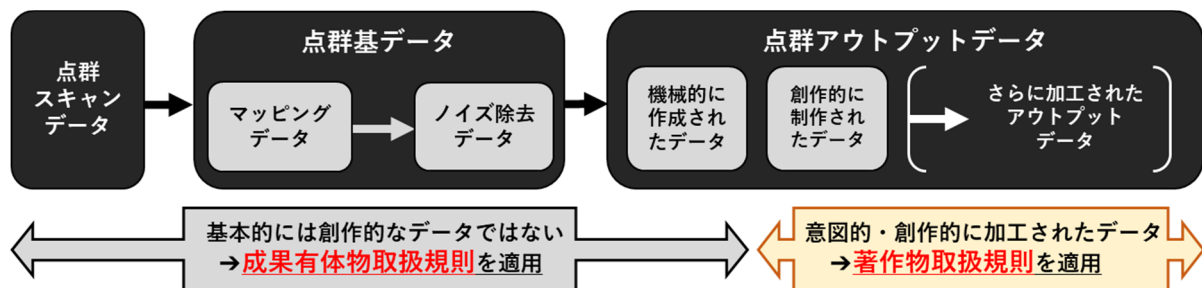 点群
スキャン
データ
点群基データ
マッピング
データ
ノイズ除去
データ
点群アウトプットデータ
機械的に
作成され
たデータ
創作的に
制作され
たデータ
さらに加工された
アウトプット
データ
基本的には創作的なデータではない
→成果有体物取扱規則を適用
意図的・創作的に加工されたデータ
→著作物取扱規則を適用